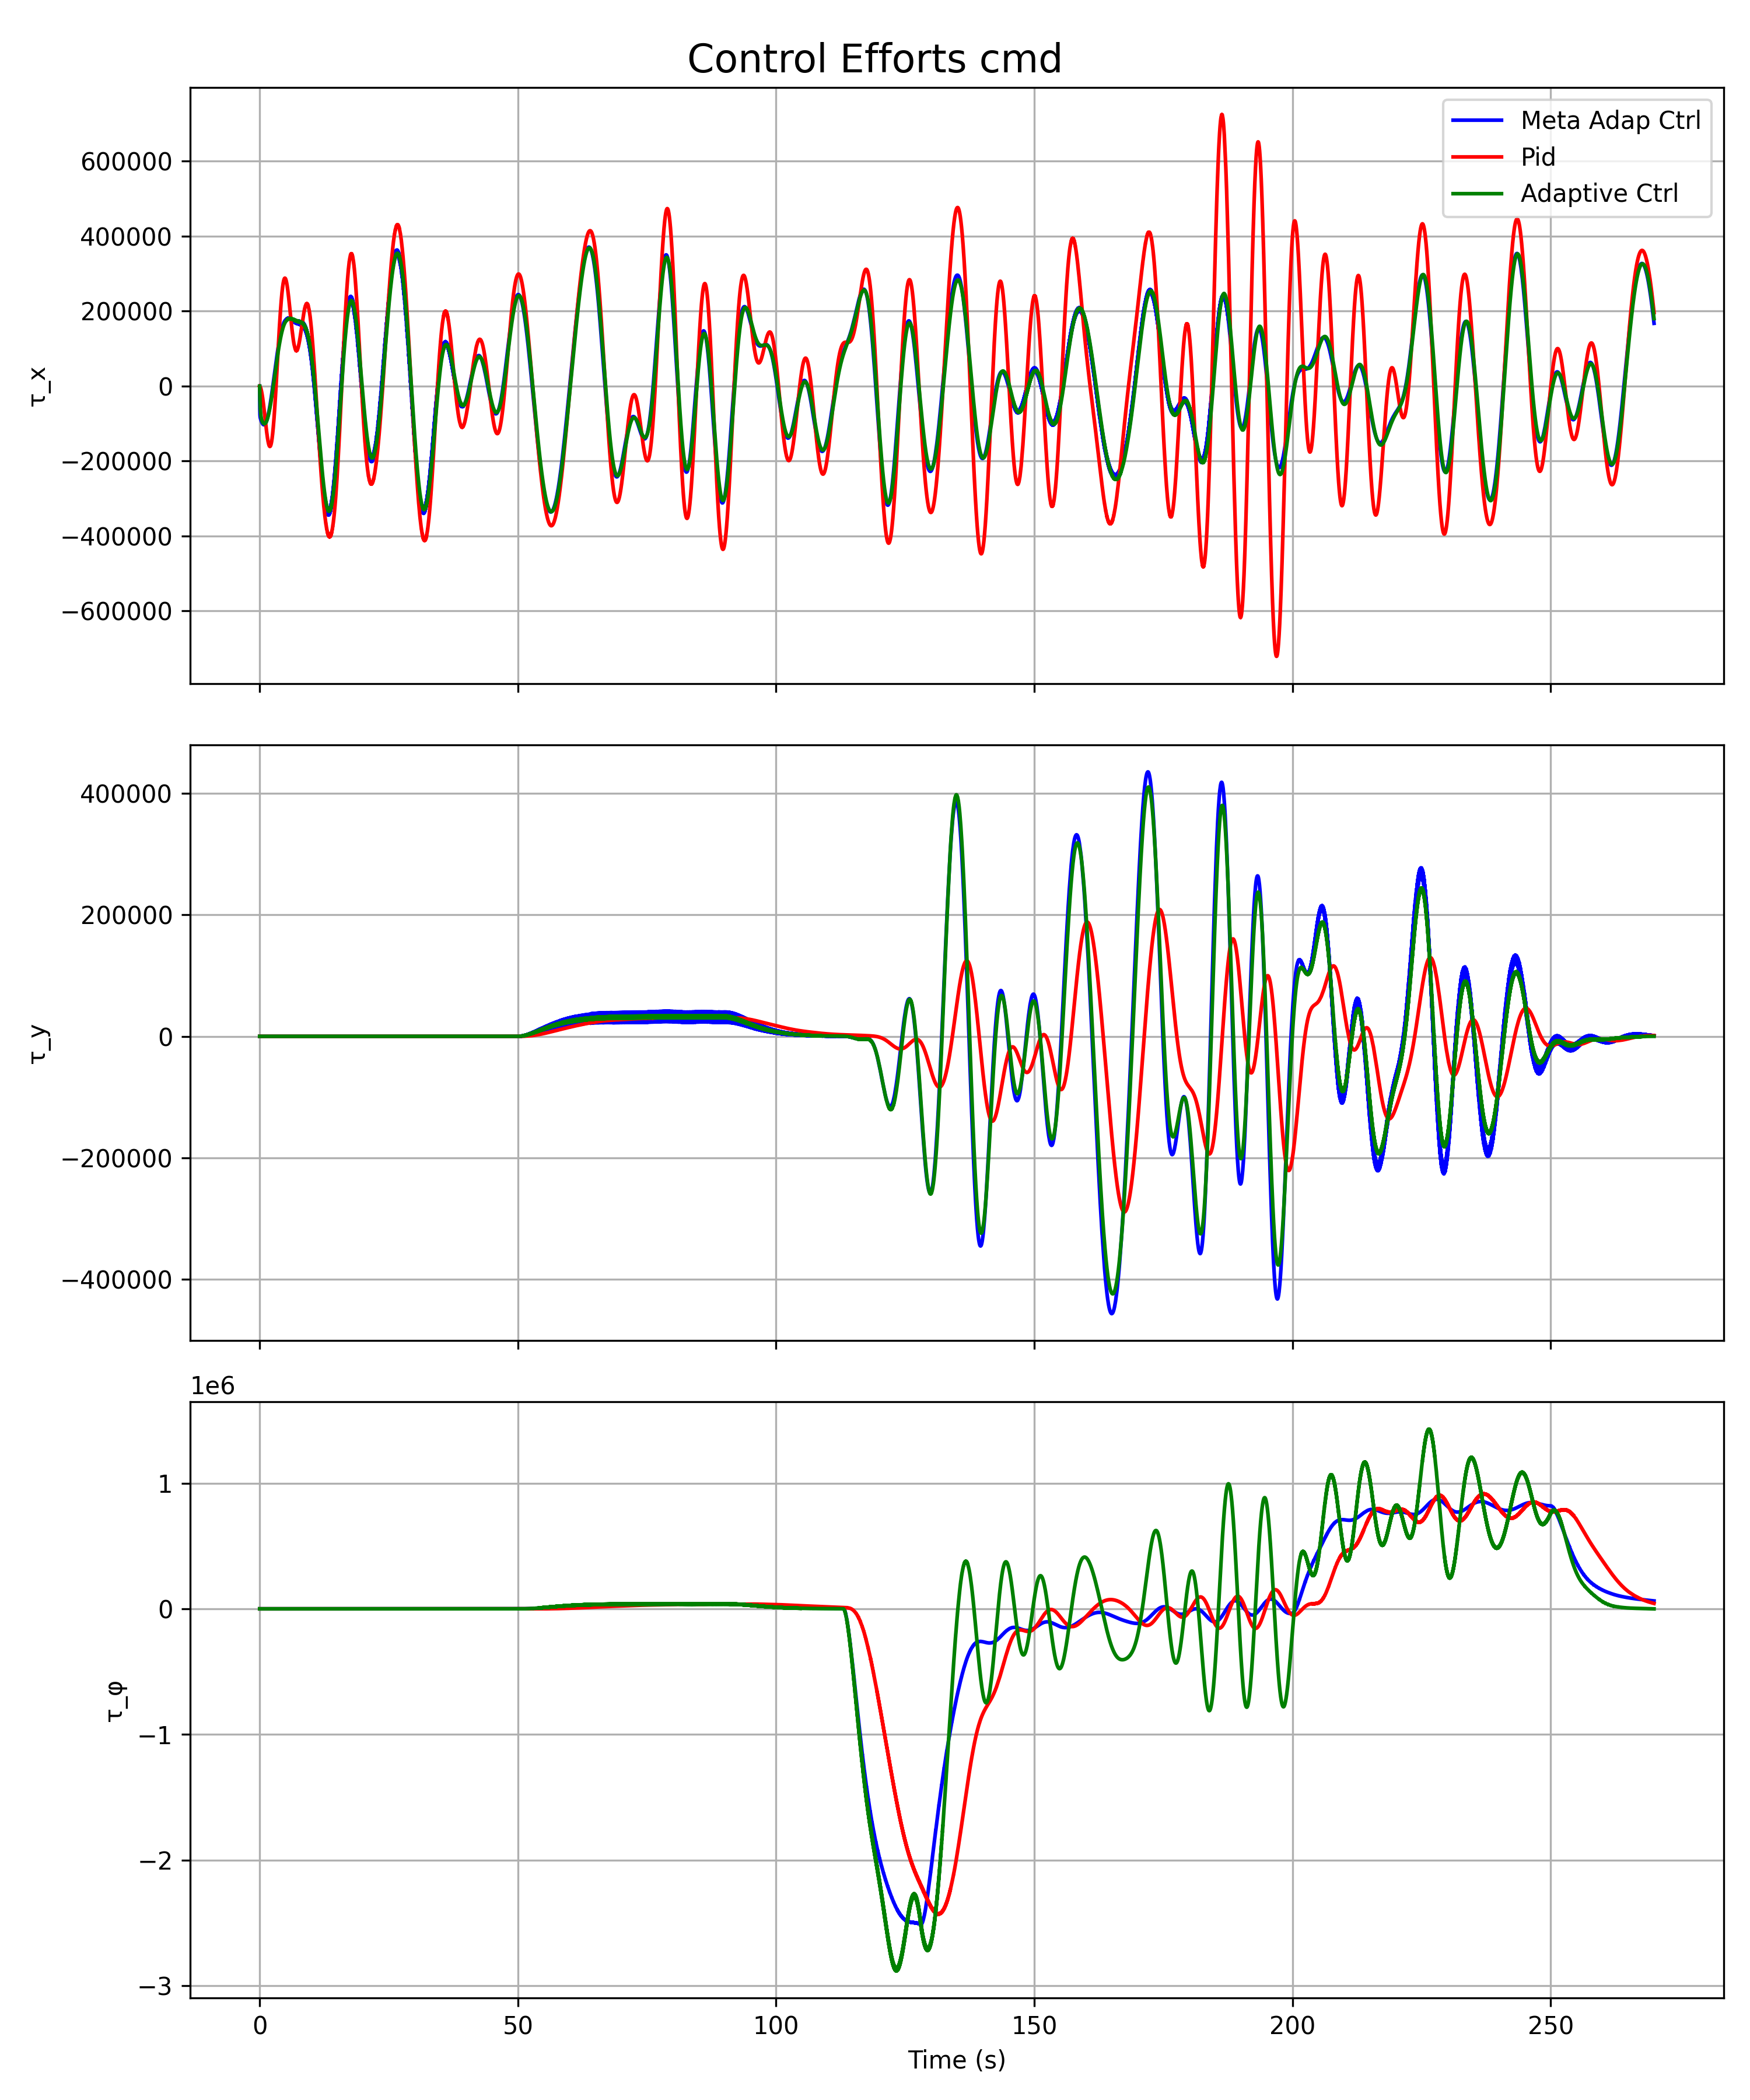 Control Efforts cmd
Meta Adap Ctrl
Pid
Adaptive Ctrl
600000
400000
200000
0
−200000
−400000
−600000
τ_x
400000
200000
0
−200000
−400000
τ_y
1e6
1
0
−1
−2
−3
τ_φ
0 50 100 150 200 250
Time (s)